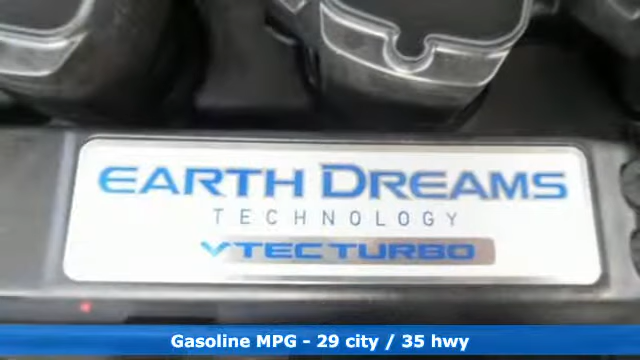 EARTH DREAMS
TECHNOLOGY
VTEC TURBO
Gasoline MPG - 29 city / 35 hwy